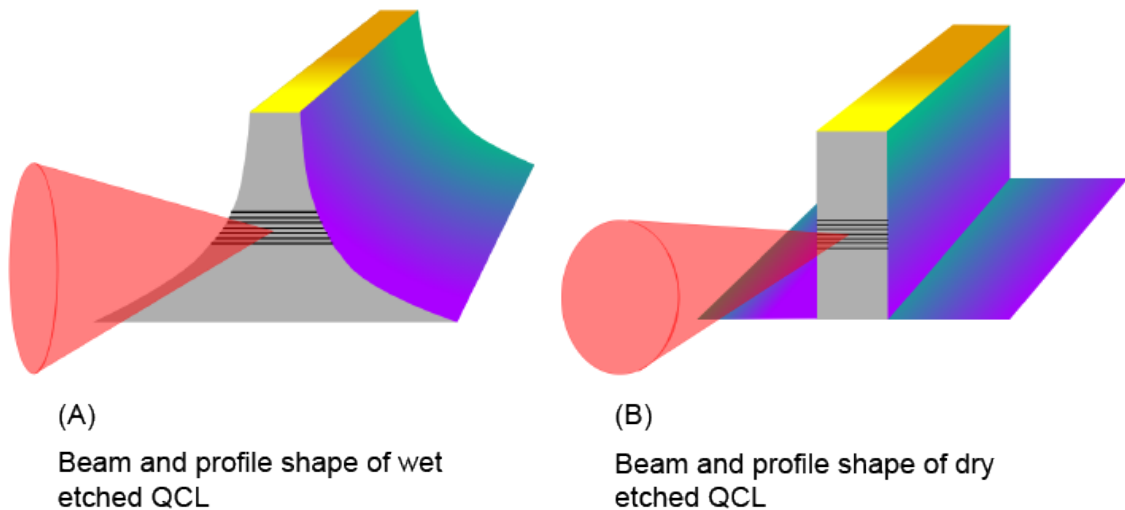 (A)
Beam and profile shape of wet
etched QCL
(B)
Beam and profile shape of dry
etched QCL